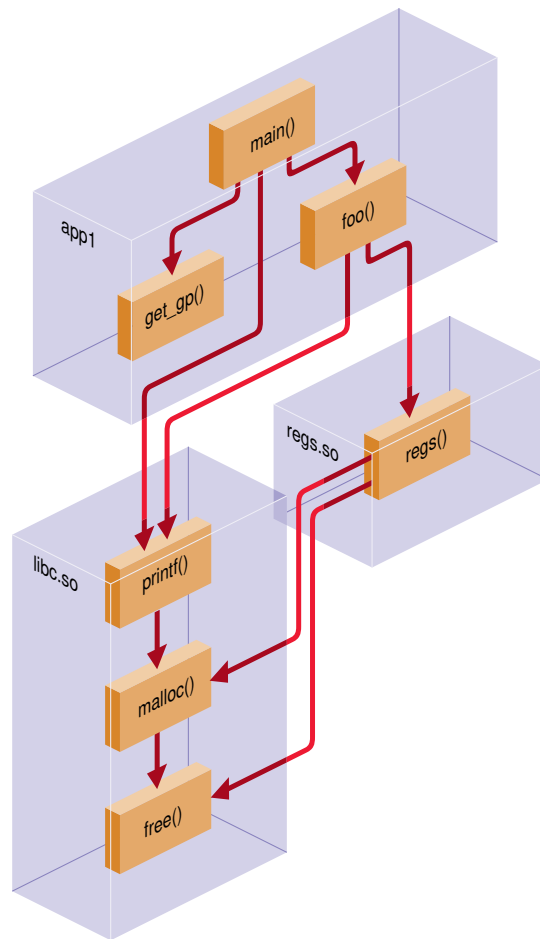 main()
foo()
app1
get_gp()
regs.so
regs()
libc.so
printf()
malloc()
free()